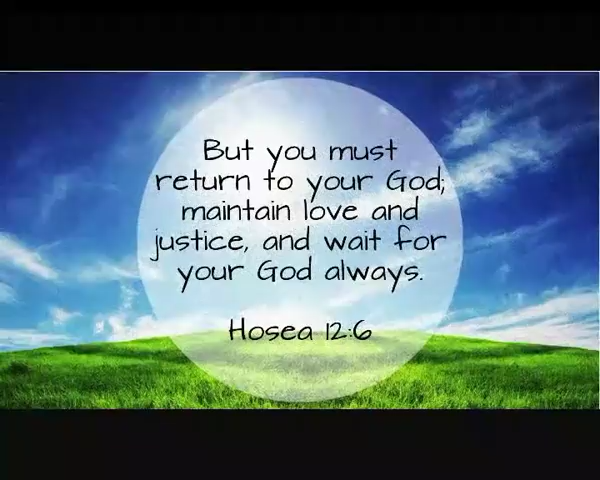 But you must
return to your God;
maintain love and
justice, and wait for
your God always.
Hosea 12:6